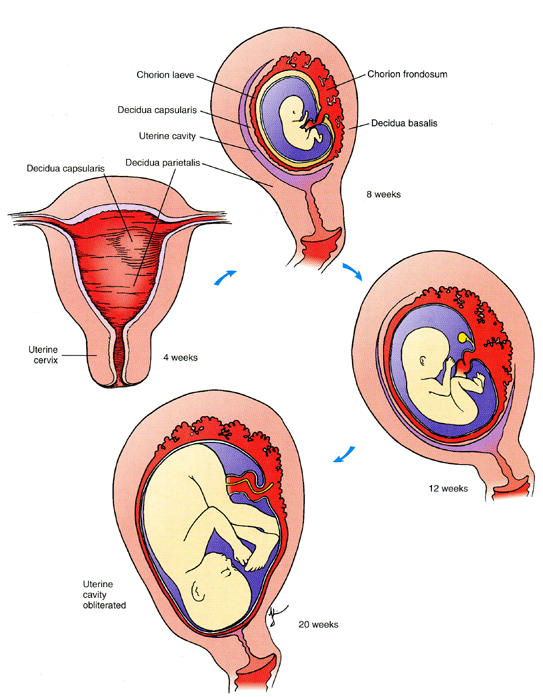 Chorion laeve
Chorion frondosum
Decidua capsularis
Decidua basalis
Uterine cavity
Decidua capsularis
Decidua parietalis
8 weeks
Uterine
cervix
4 weeks
12 weeks
Uterine
cavity
obliterated
20 weeks